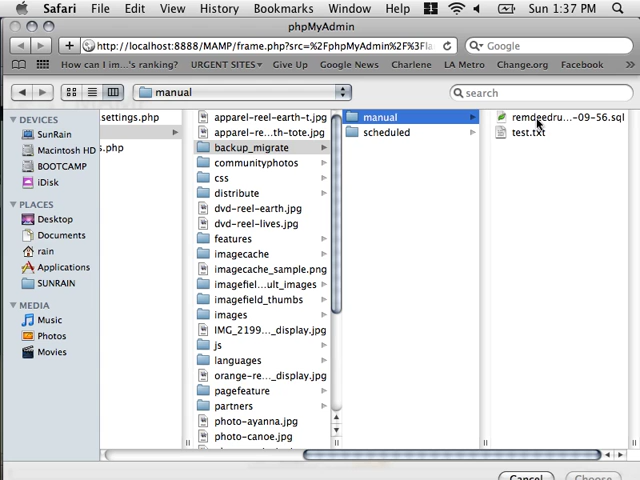 Safari File Edit View History Bookmarks Window Help 1 Sun 1:37 PM
phpMyAdmin
http://localhost:8888/MAMP/frame.php?src=%2FphpMyAdmin%2F%3Fla
Google
How can I im...'s ranking? URGENT SITES Give Up Google News Charlene LA Metro Change.org Facebook
manual
search
DEVICES
SunRain
Macintosh HD
BOOTCAMP
iDisk
PLACES
Desktop
Documents
rain
Applications
SUNRAIN
MEDIA
Music
Photos
Movies
.settings.php
s.php
apparel-reel-earth-t.jpg
apparel-re...th-tote.jpg
backup_migrate
communityphotos
css
distribute
dvd-reel-earth.jpg
dvd-reel-lives.jpg
features
imagecache
imagecache_sample.png
imagefiel...ult_images
imagefield_thumbs
images
IMG_2199..._display.jpg
js
languages
orange-re..._display.jpg
pagefeature
partners
photo-ayanna.jpg
photo-canoe.jpg
manual
scheduled
remdeedru...-09-56.sql
test.txt
Cancel Choose